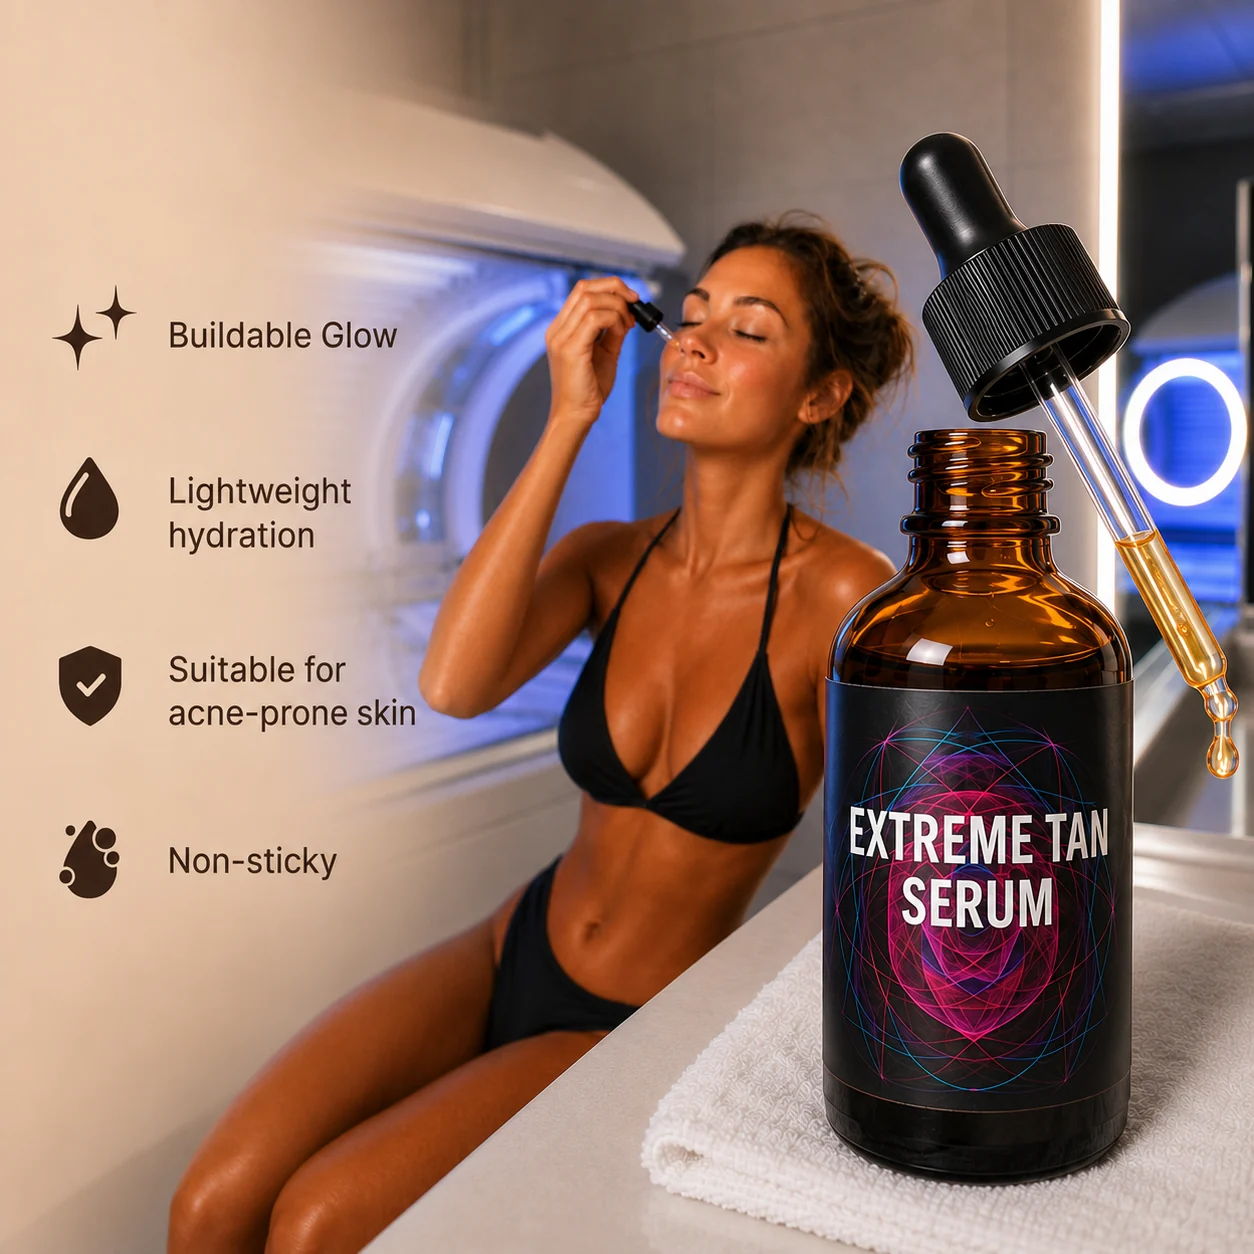 Buildable Glow
Lightweight
hydration
Suitable for
acne-prone skin
Non-sticky
EXTREME TAN
SERUM